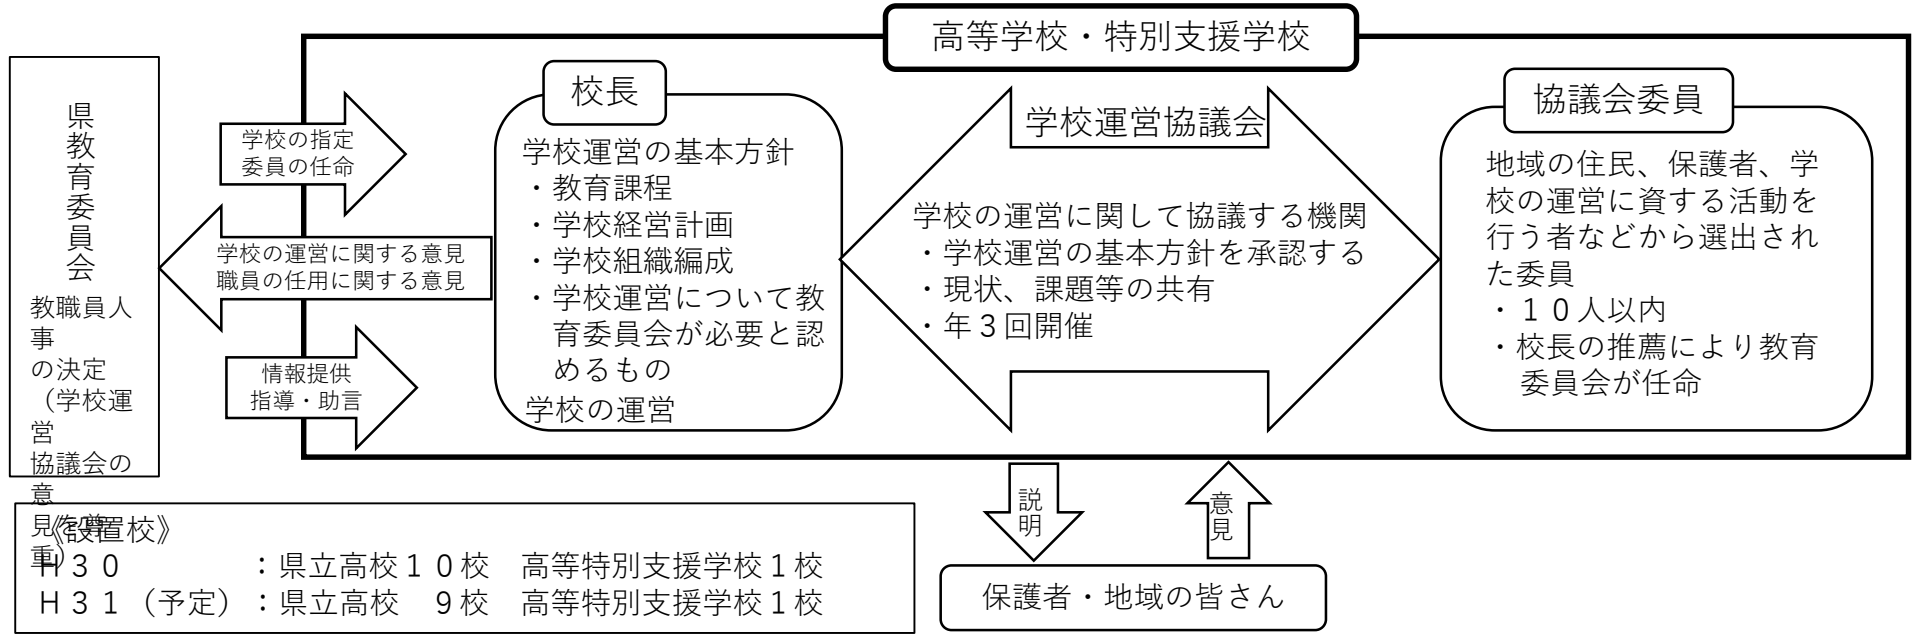 高等学校・特別支援学校
県教育委員会
教職員人
事
の決定
（学校運
営
協議会の
意
見を尊
重）
学校の指定
委員の任命
学校の運営に関する意見
職員の任用に関する意見
情報提供
指導・助言
校長
学校運営の基本方針
・教育課程
・学校経営計画
・学校組織編成
・学校運営について教
育委員会が必要と認
めるもの
学校の運営
学校運営協議会
学校の運営に関して協議する機関
・学校運営の基本方針を承認する
・現状、課題等の共有
・年３回開催
協議会委員
地域の住民、保護者、学
校の運営に資する活動を
行う者などから選出され
た委員
・１０人以内
・校長の推薦により教育
委員会が任命
説明
意見
保護者・地域の皆さん
《設置校》
Ｈ３０　　　　：県立高校１０校　高等特別支援学校１校
Ｈ３１（予定）：県立高校　９校　高等特別支援学校１校